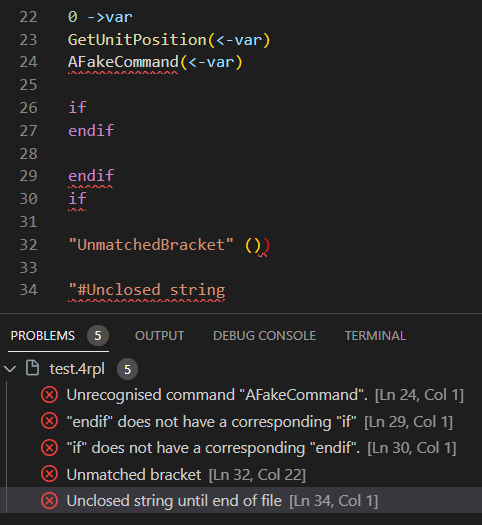 22 0 ->var
23 GetUnitPosition(<-var)
24 AFakeCommand(<-var)
25
26 if
27 endif
28
29 endif
30 if
31
32 "UnmatchedBracket" ())
33
34 "#Unclosed string
PROBLEMS 5 OUTPUT DEBUG CONSOLE TERMINAL
test.4rpl 5
Unrecognised command "AFakeCommand". [Ln 24, Col 1]
"endif" does not have a corresponding "if" [Ln 29, Col 1]
"if" does not have a corresponding "endif". [Ln 30, Col 1]
Unmatched bracket [Ln 32, Col 22]
Unclosed string until end of file [Ln 34, Col 1]